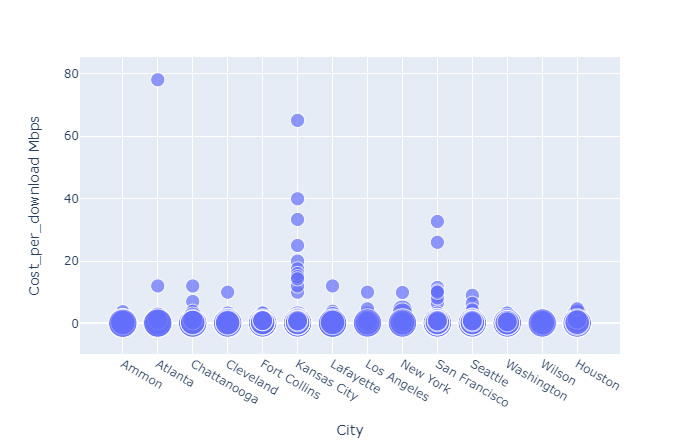 80
60
40
20
0
Cost_per_download Mbps
Ammon
Atlanta
Chattanooga
Cleveland
Fort Collins
Kansas City
Lafayette
Los Angeles
New York
San Francisco
Seattle
Washington
Wilson
Houston
City